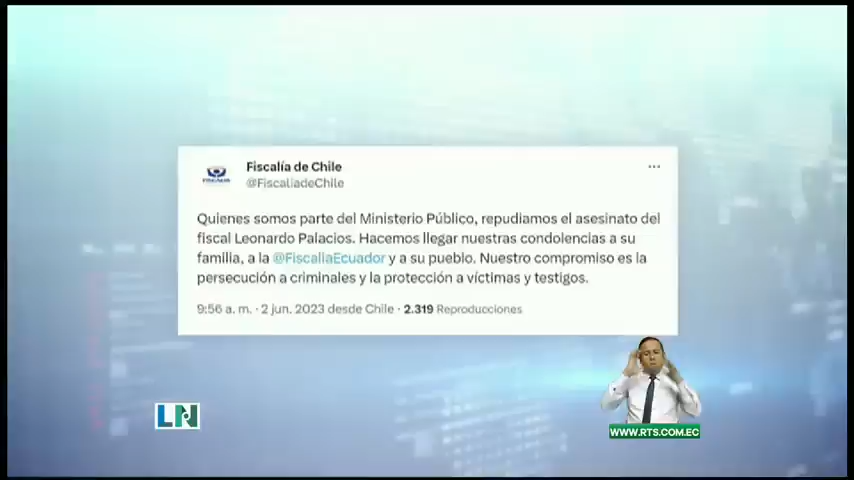 Fiscalía de Chile
@FiscaliadeChile
Quienes somos parte del Ministerio Público, repudiamos el asesinato del
fiscal Leonardo Palacios. Hacemos llegar nuestras condolencias a su
familia, a la @FiscaliaEcuador y a su pueblo. Nuestro compromiso es la
persecución a criminales y la protección a víctimas y testigos.
9:56 a. m. · 2 jun. 2023 desde Chile · 2.319 Reproducciones
LN
WWW.RTS.COM.EC